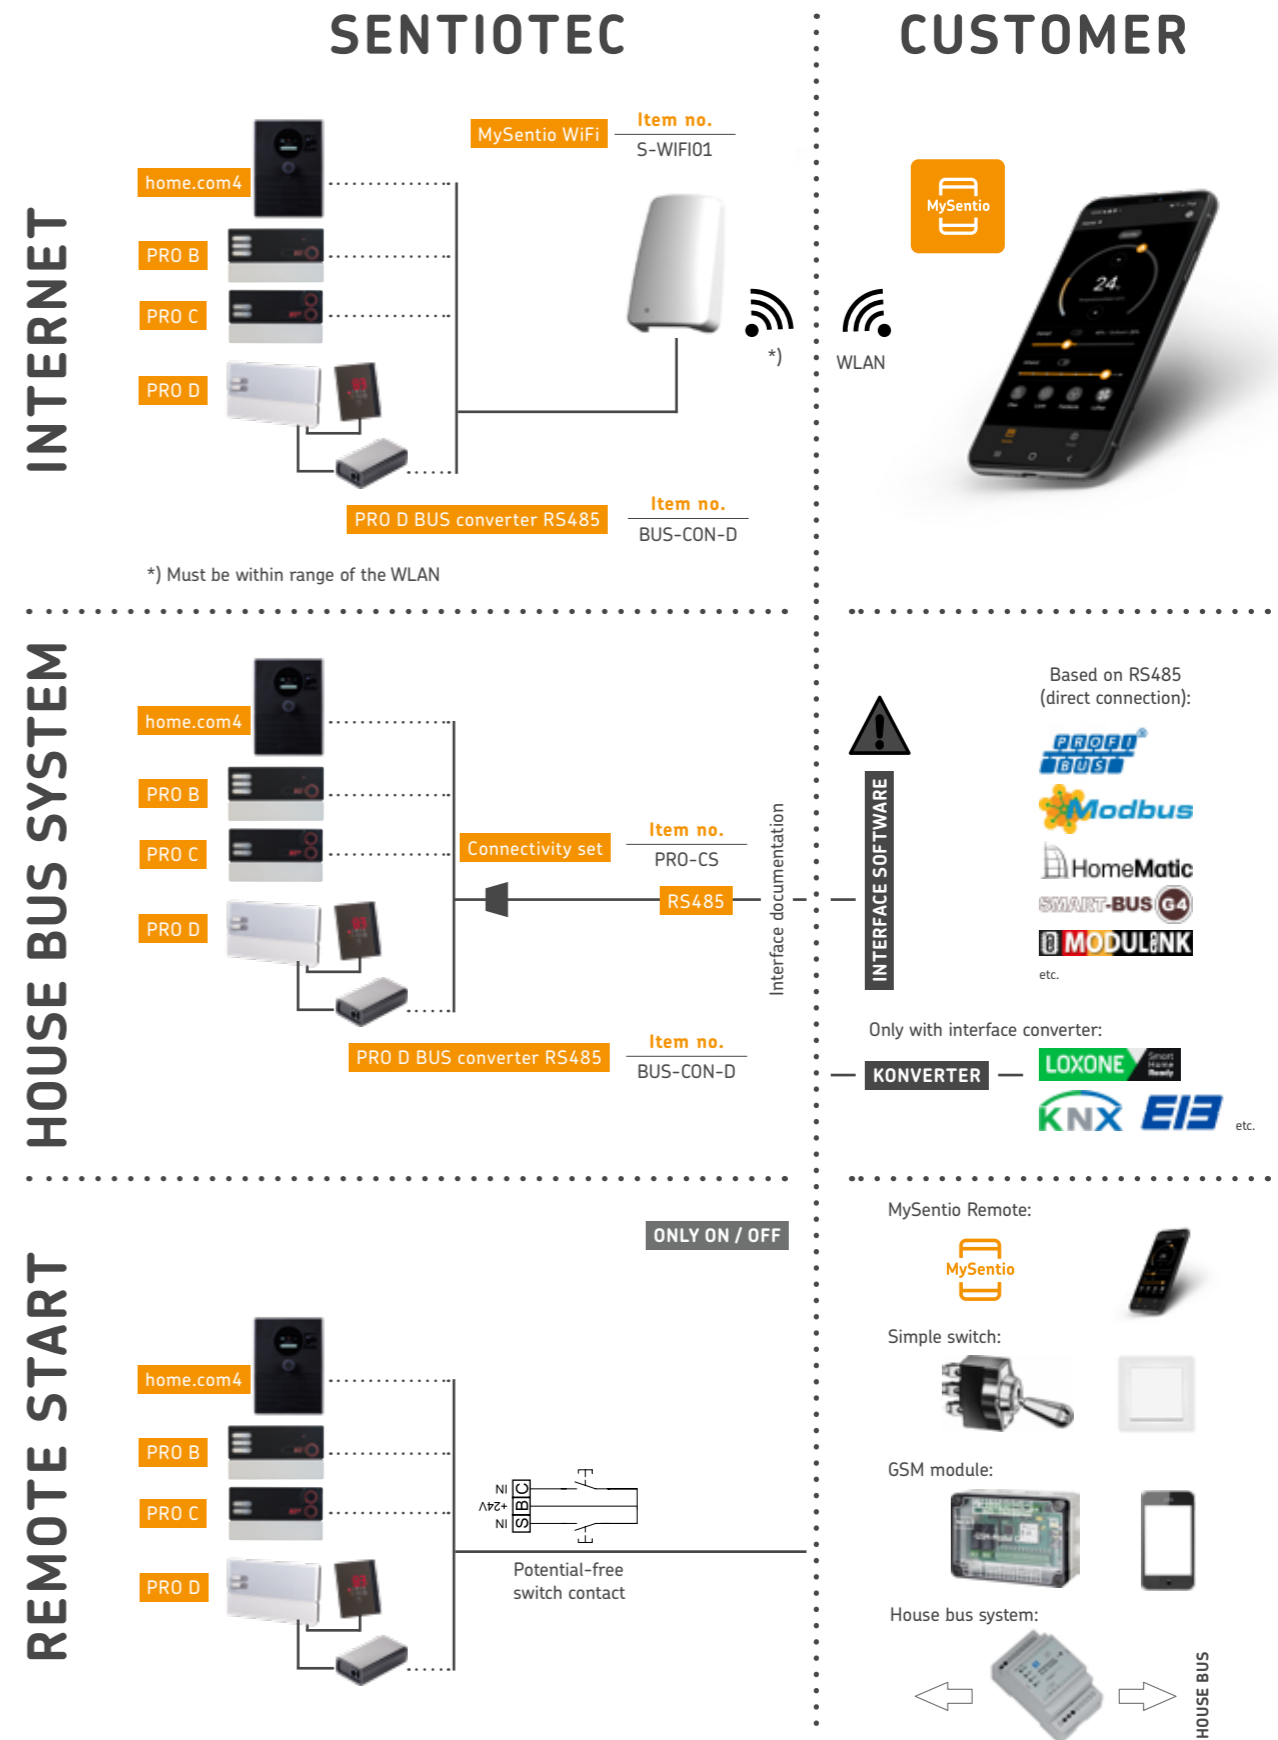 SENTIOTEC
CUSTOMER
INTERNET
MySentio WiFi
Item no.
S-WIFI01
home.com4
PRO B
PRO C
PRO D
*)
WLAN
MySentio
24
PRO D BUS converter RS485
Item no.
BUS-CON-D
*) Must be within range of the WLAN
HOUSE BUS SYSTEM
home.com4
PRO B
PRO C
PRO D
Connectivity set
Item no.
PRO-CS
RS485
Interface documentation
PRO D BUS converter RS485
Item no.
BUS-CON-D
INTERFACE SOFTWARE
Based on RS485
(direct connection):
PROFI®
BUS
Modbus
HomeMatic
SMART-BUS G4
MODULINK
etc.
Only with interface converter:
KONVERTER
LOXONE Smart
Home
Ready
KNX EIB etc.
REMOTE START
ONLY ON / OFF
home.com4
PRO B
PRO C
PRO D
IN C
+24V B
IN S
Potential-free
switch contact
MySentio Remote:
MySentio
Simple switch:
GSM module:
House bus system:
HOUSE BUS